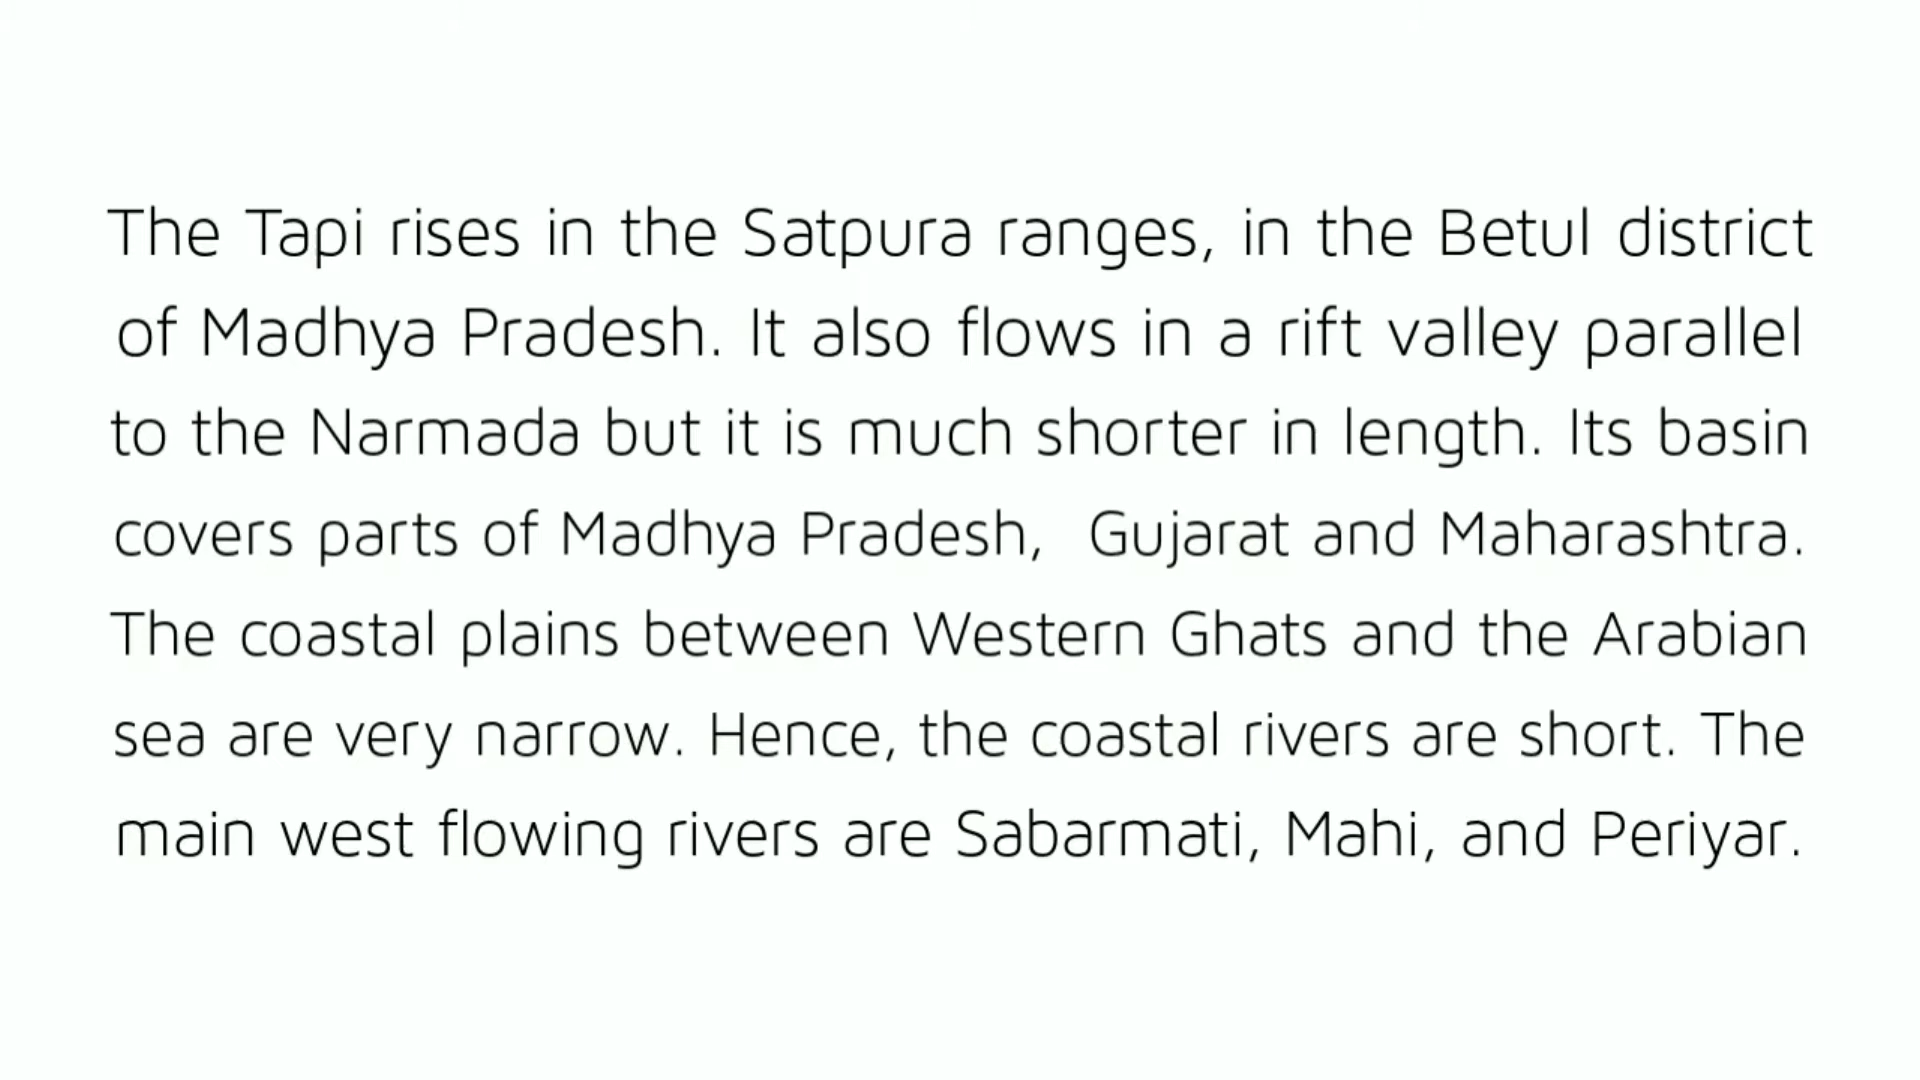 The Tapi rises in the Satpura ranges, in the Betul district
of Madhya Pradesh. It also flows in a rift valley parallel
to the Narmada but it is much shorter in length. Its basin
covers parts of Madhya Pradesh,  Gujarat and Maharashtra.
The coastal plains between Western Ghats and the Arabian
sea are very narrow. Hence, the coastal rivers are short. The
main west flowing rivers are Sabarmati, Mahi, and Periyar.